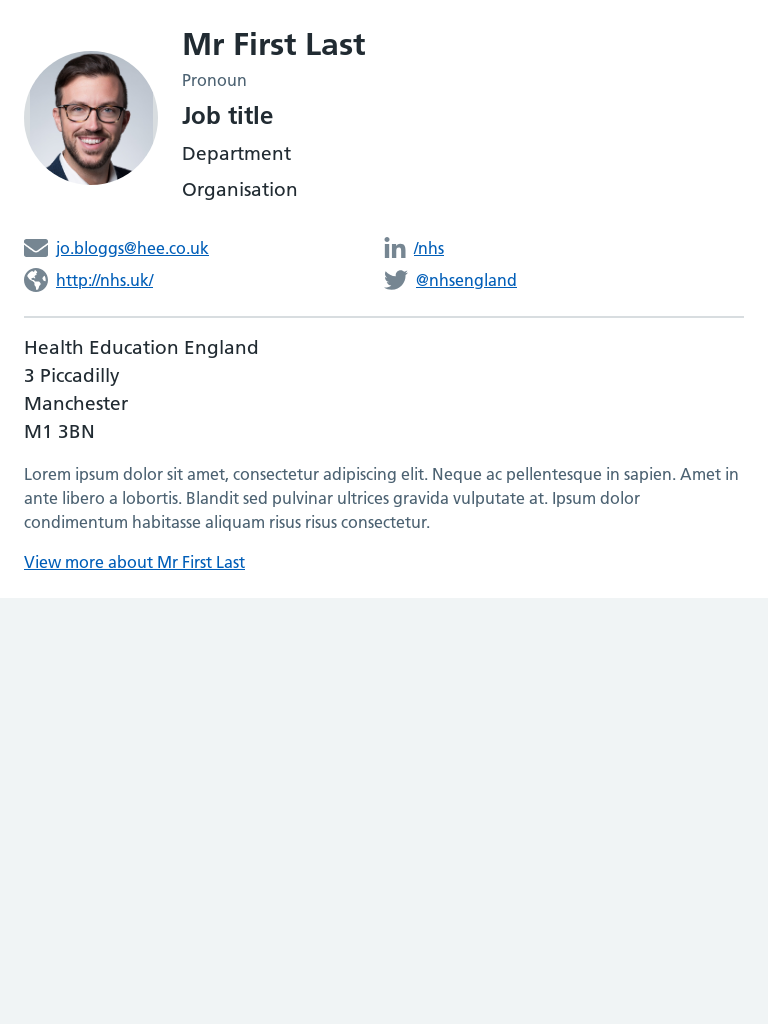 Mr First Last
Pronoun
Job title
Department
Organisation
jo.bloggs@hee.co.uk
/nhs
http://nhs.uk/
@nhsengland
Health Education England
3 Piccadilly
Manchester
M1 3BN
Lorem ipsum dolor sit amet, consectetur adipiscing elit. Neque ac pellentesque in sapien. Amet in
ante libero a lobortis. Blandit sed pulvinar ultrices gravida vulputate at. Ipsum dolor
condimentum habitasse aliquam risus risus consectetur.
View more about Mr First Last